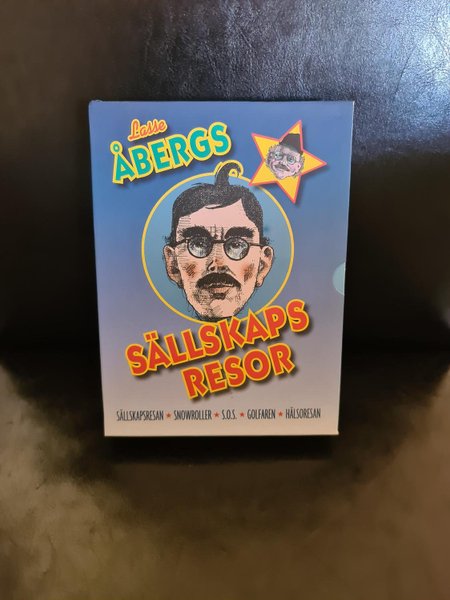 Lasse
ÅBERGS
SÄLLSKAPS
RESOR
SÄLLSKAPSRESAN ★ SNOWROLLER ★ S.O.S. ★ GOLFAREN ★ HÄLSORESAN